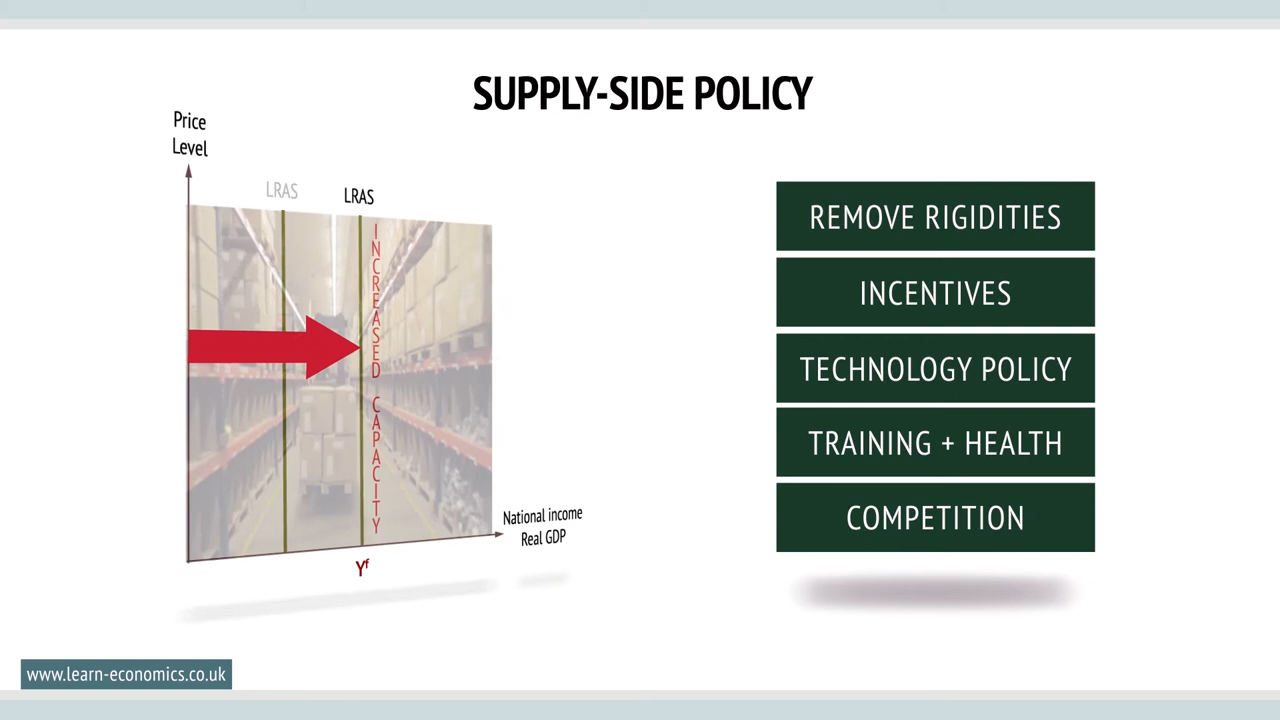 SUPPLY-SIDE POLICY
Price
Level
LRAS
LRAS
INCREASED CAPACITY
National income
Real GDP
Yf
REMOVE RIGIDITIES
INCENTIVES
TECHNOLOGY POLICY
TRAINING + HEALTH
COMPETITION
www.learn-economics.co.uk